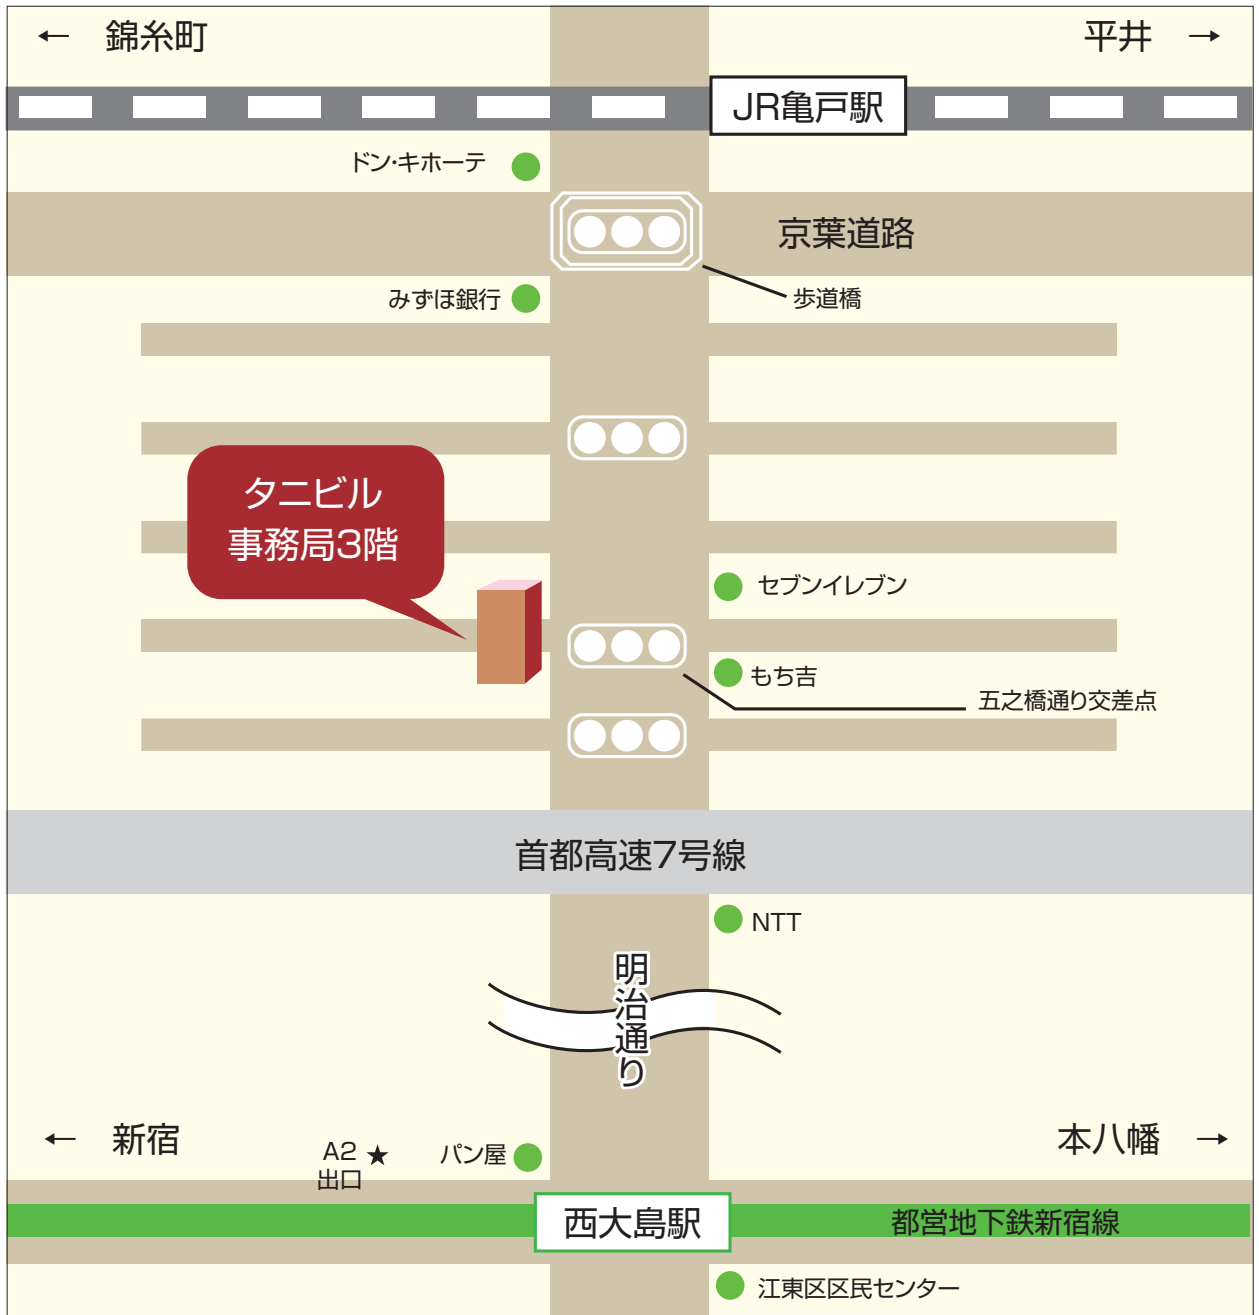 ← 錦糸町
平井 →
JR亀戸駅
ドン・キホーテ
京葉道路
みずほ銀行
歩道橋
タニビル
事務局3階
セブンイレブン
もち吉
五之橋通り交差点
首都高速7号線
NTT
明治通り
← 新宿
A2 ★
出口
パン屋
本八幡 →
西大島駅
都営地下鉄新宿線
江東区区民センター